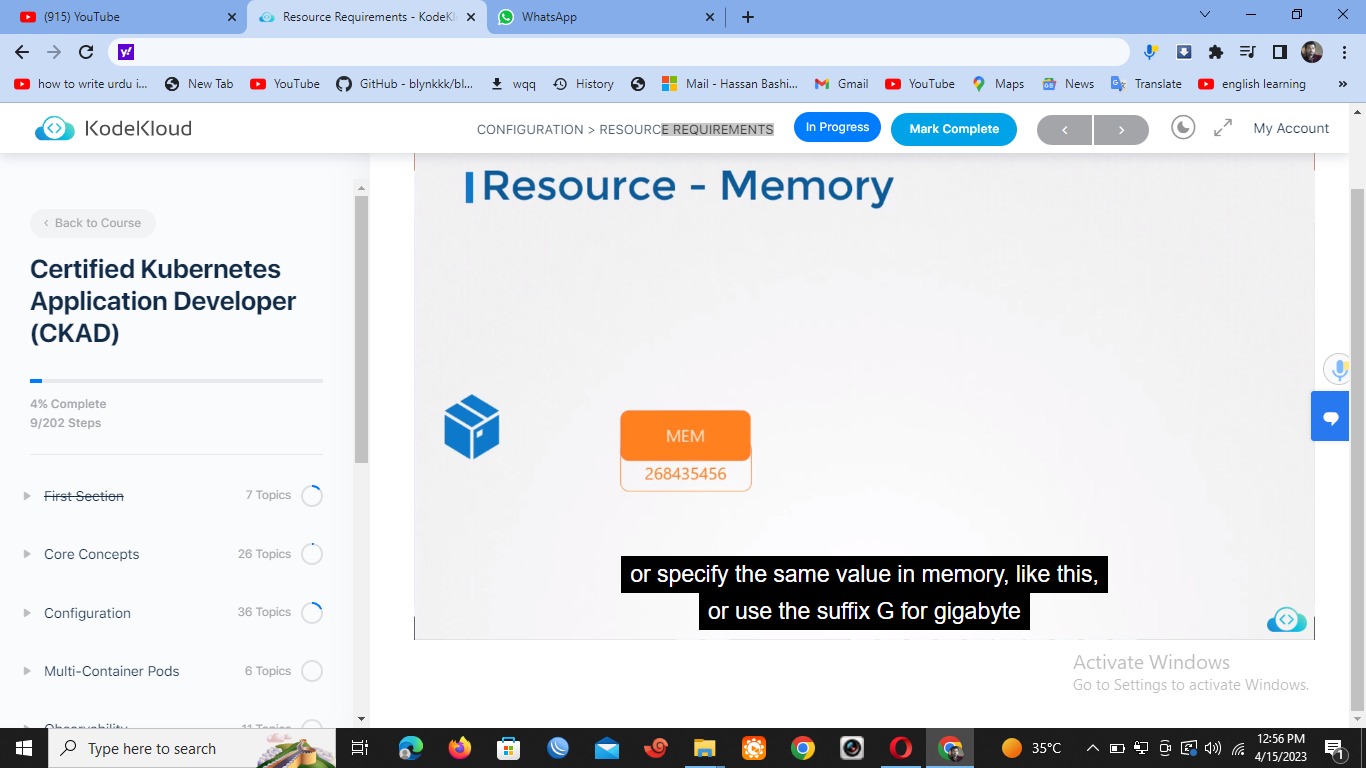 (915) YouTube
Resource Requirements - KodeKl
WhatsApp
y!
how to write urdu i...
New Tab
YouTube
GitHub - blynkkk/bl...
wqq
History
Mail - Hassan Bashi...
Gmail
YouTube
Maps
News
Translate
english learning
»
KodeKloud
CONFIGURATION > RESOURCE REQUIREMENTS
In Progress
Mark Complete
My Account
Back to Course
Certified Kubernetes
Application Developer
(CKAD)
4% Complete
9/202 Steps
First Section 7 Topics
Core Concepts 26 Topics
Configuration 36 Topics
Multi-Container Pods 6 Topics
Observability 11 Topics
Resource - Memory
MEM
268435456
or specify the same value in memory, like this,
or use the suffix G for gigabyte
Activate Windows
Go to Settings to activate Windows.
Type here to search
35°C
12:56 PM
4/15/2023
1